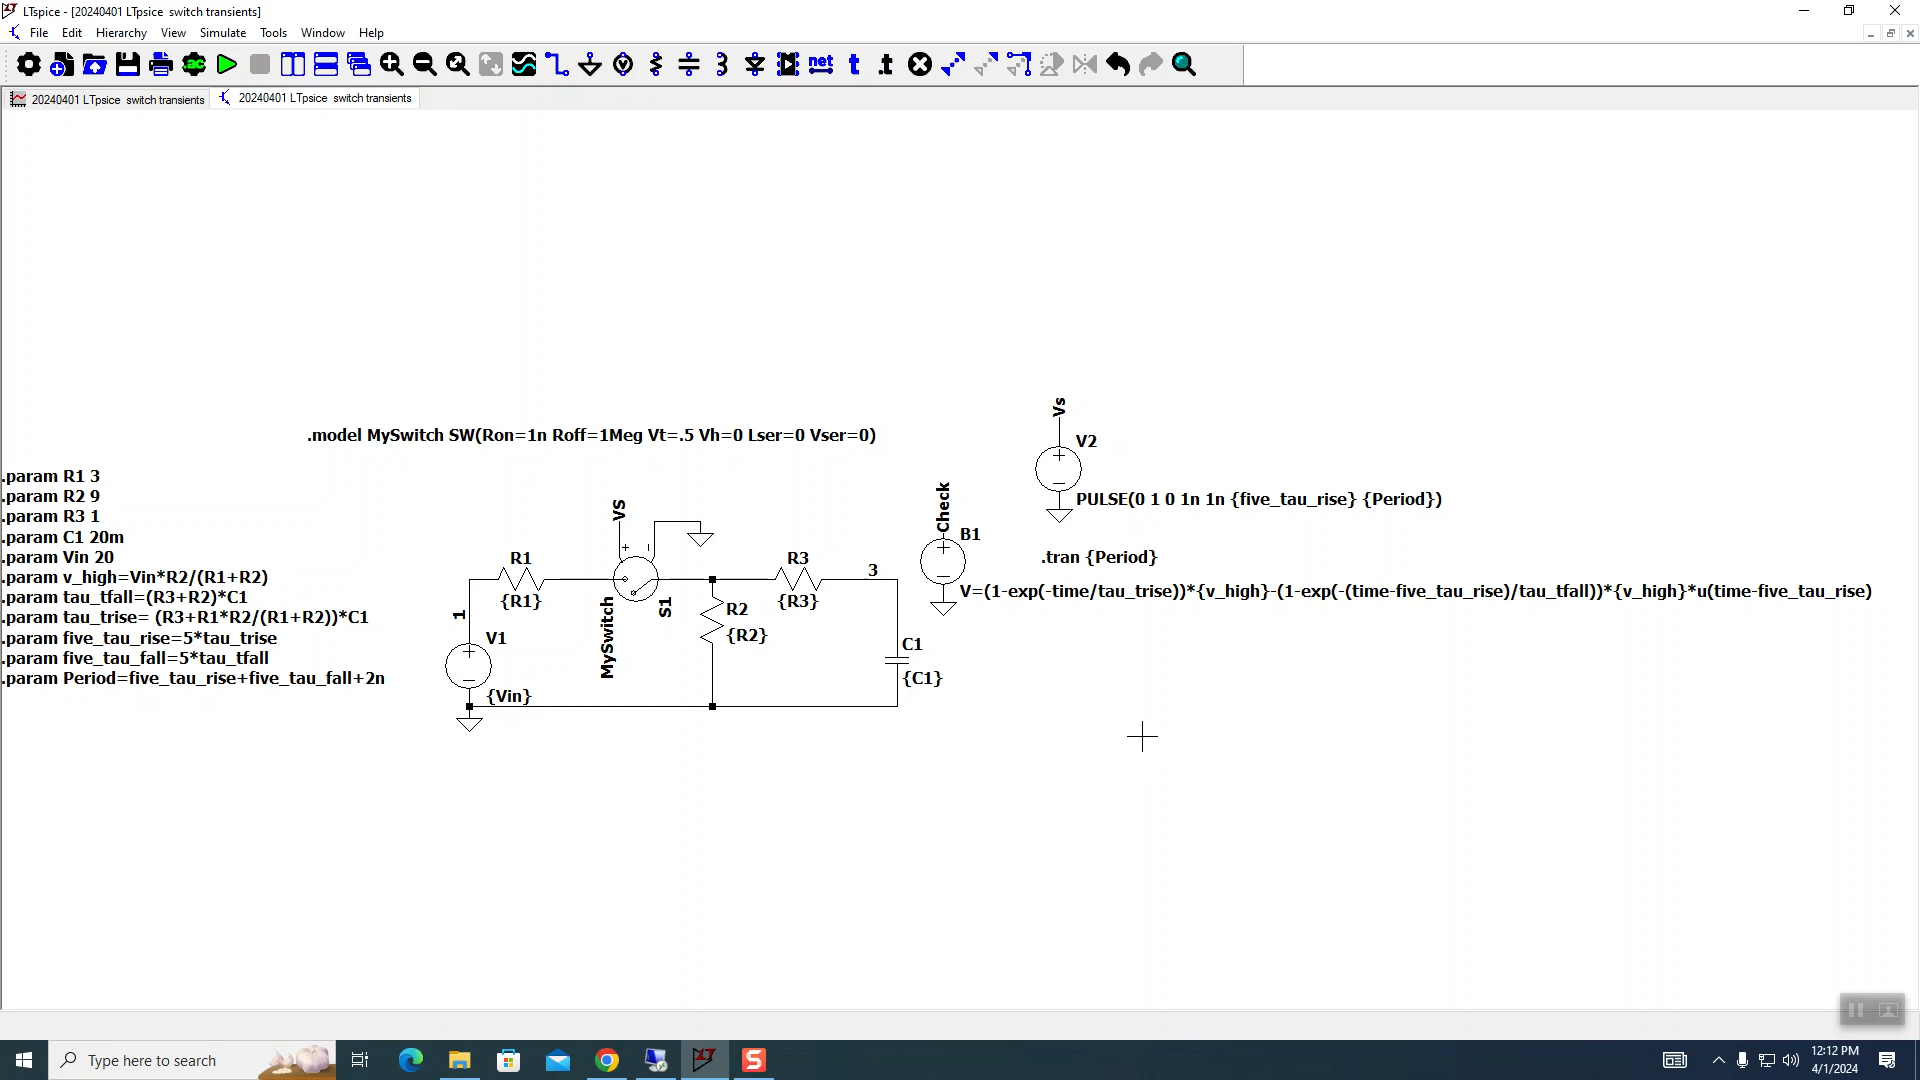 LTspice - [20240401 LTpsice  switch transients]
File Edit Hierarchy View Simulate Tools Window Help
ac net t .t
20240401 LTpsice  switch transients 20240401 LTpsice  switch transients
Vs
.model MySwitch SW(Ron=1n Roff=1Meg Vt=.5 Vh=0 Lser=0 Vser=0)
V2
.param R1 3
.param R2 9
.param R3 1
.param C1 20m
.param Vin 20
.param v_high=Vin*R2/(R1+R2)
.param tau_tfall=(R3+R2)*C1
.param tau_trise= (R3+R1*R2/(R1+R2))*C1
.param five_tau_rise=5*tau_trise
.param five_tau_fall=5*tau_tfall
.param Period=five_tau_rise+five_tau_fall+2n
PULSE(0 1 0 1n 1n {five_tau_rise} {Period})
VS
Check
B1
.tran {Period}
R1
{R1}
R3
{R3}
3
V=(1-exp(-time/tau_trise))*{v_high}-(1-exp(-(time-five_tau_rise)/tau_tfall))*{v_high}*u(time-five_tau_rise)
MySwitch
S1
R2
{R2}
1
V1
{Vin}
C1
{C1}
Type here to search
S
12:12 PM
4/1/2024